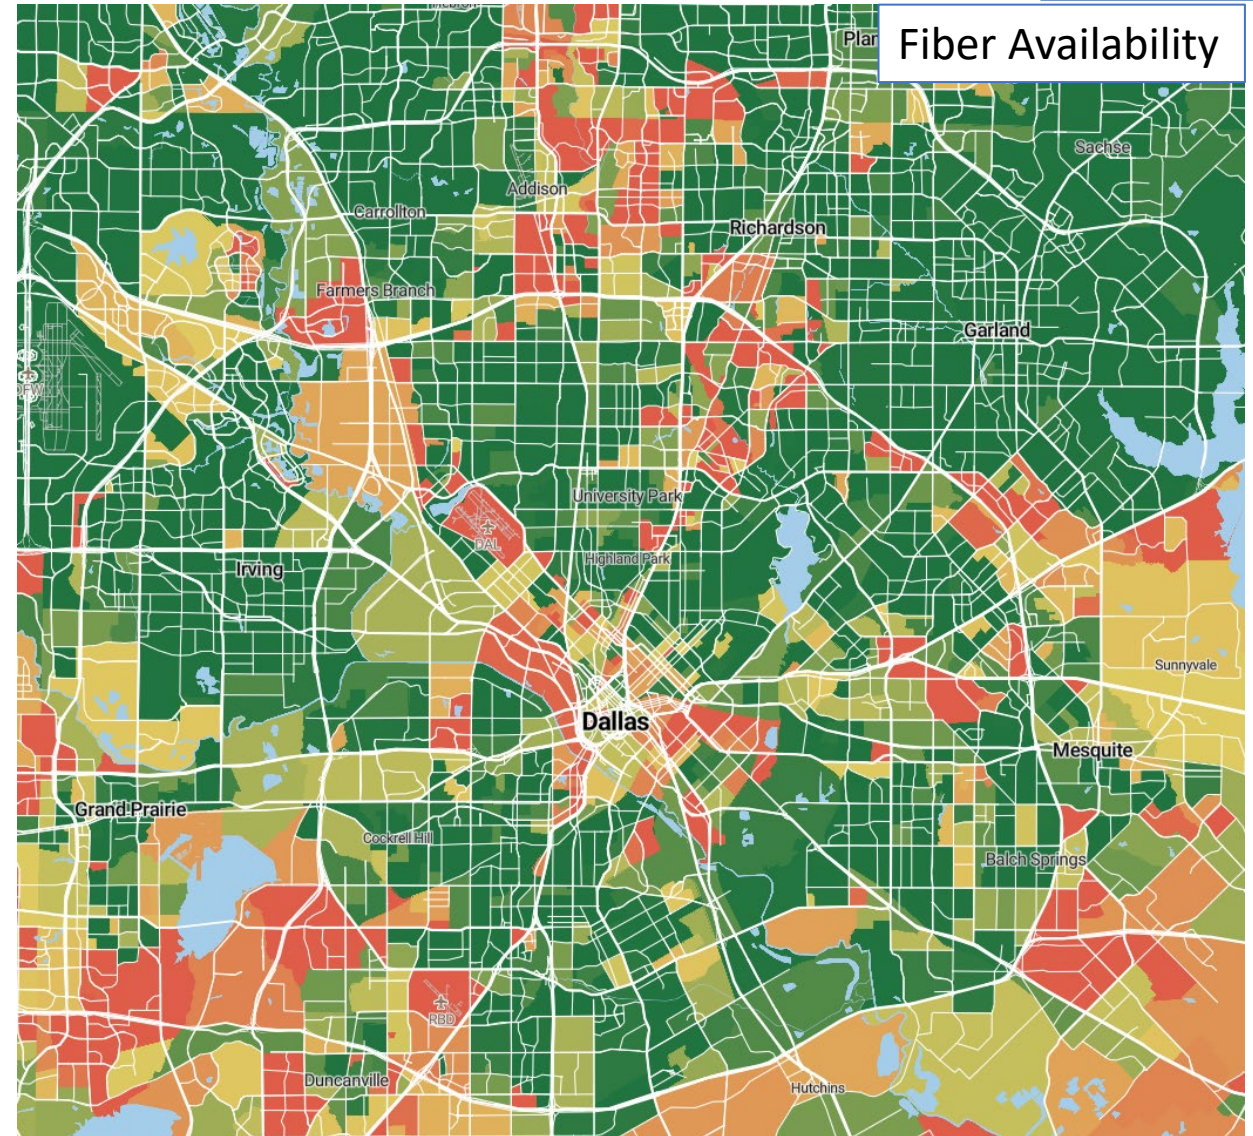 Fiber Availability
Sachse
Addison
Carrollton
Richardson
Farmers Branch
Garland
University Park
DAL
Highland Park
Irving
Sunnyvale
Dallas
Mesquite
Grand Prairie
Cockrell Hill
Balch Springs
RBD
Duncanville
Hutchins